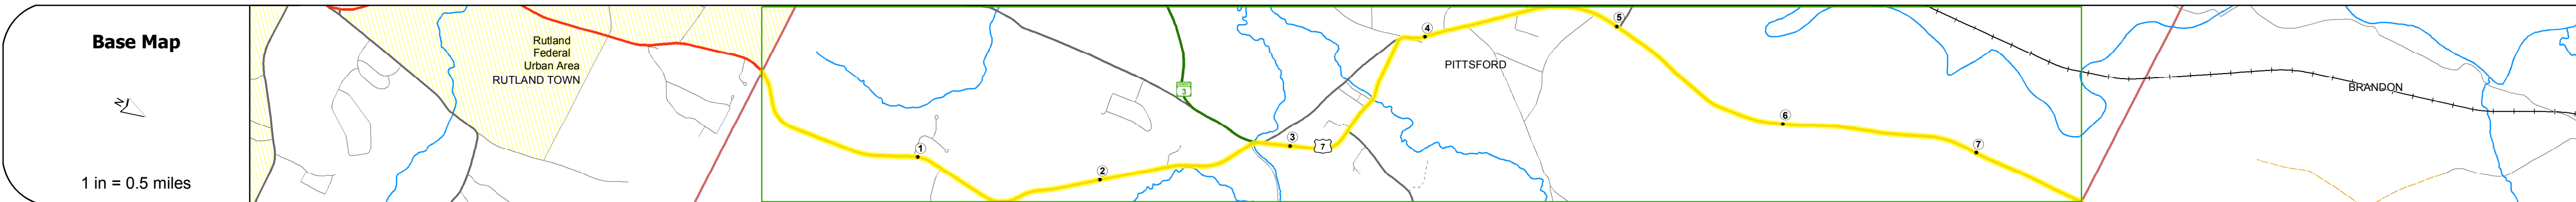 Base Map
N
1 in = 0.5 miles
Rutland
Federal
Urban Area
RUTLAND TOWN
1
2
3
3
7
4
PITTSFORD
5
6
7
BRANDON